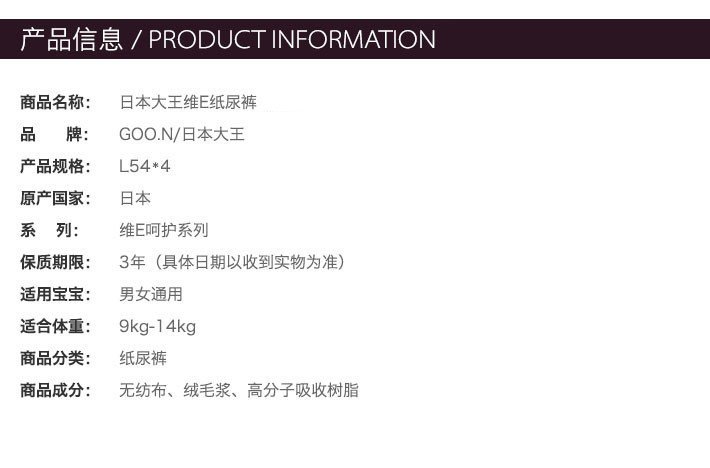 产品信息 / PRODUCT INFORMATION
商品名称： 日本大王维E纸尿裤
品 牌： GOO.N/日本大王
产品规格： L54*4
原产国家： 日本
系 列： 维E呵护系列
保质期限： 3年（具体日期以收到实物为准）
适用宝宝： 男女通用
适合体重： 9kg-14kg
商品分类： 纸尿裤
商品成分： 无纺布、绒毛浆、高分子吸收树脂